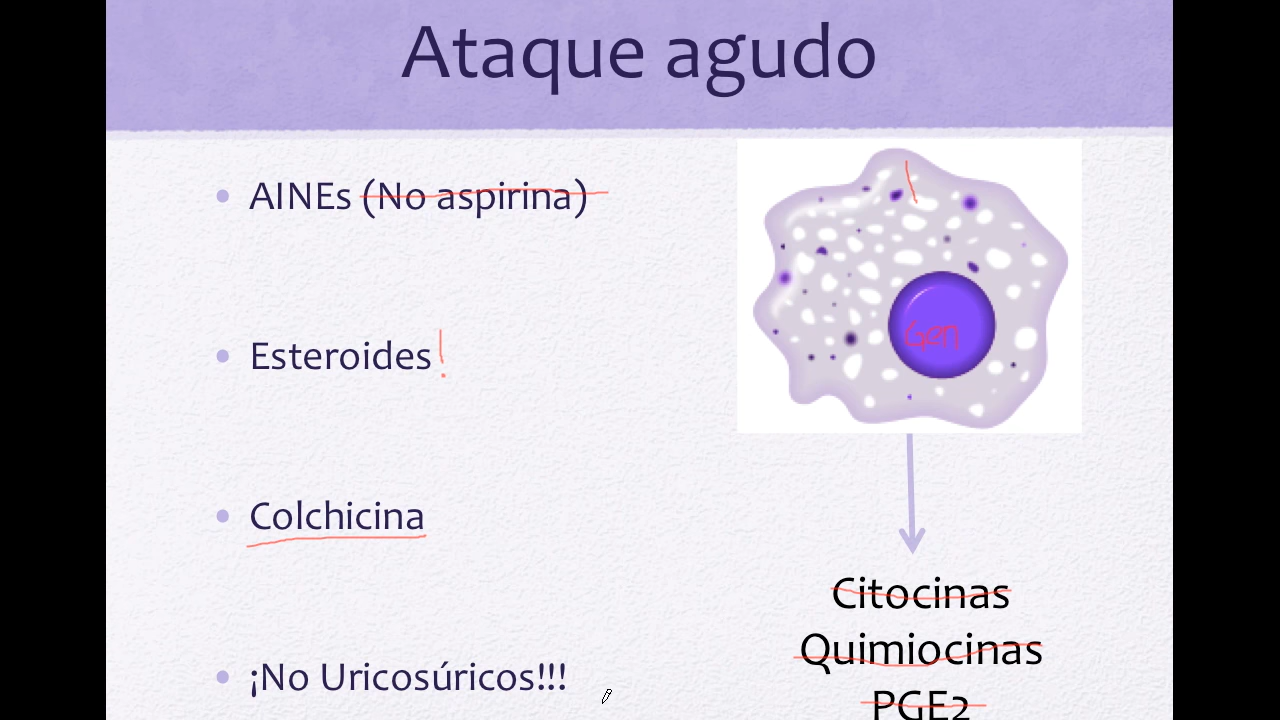 Ataque agudo
AINEs (No aspirina)
Esteroides !
Colchicina
¡No Uricosúricos!!!
Gen
Citocinas
Quimiocinas
PGE2